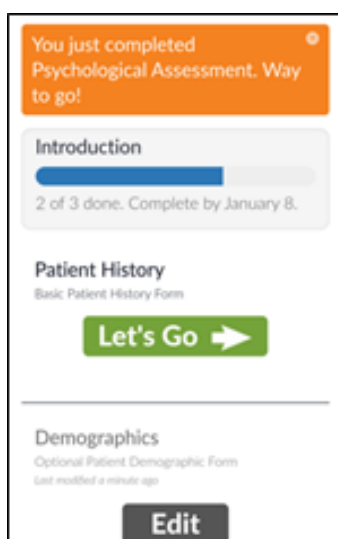 You just completed
Psychological Assessment. Way
to go!
Introduction
2 of 3 done. Complete by January 8.
Patient History
Basic Patient History Form
Let's Go
Demographics
Optional Patient Demographic Form
Last modified a minute ago
Edit